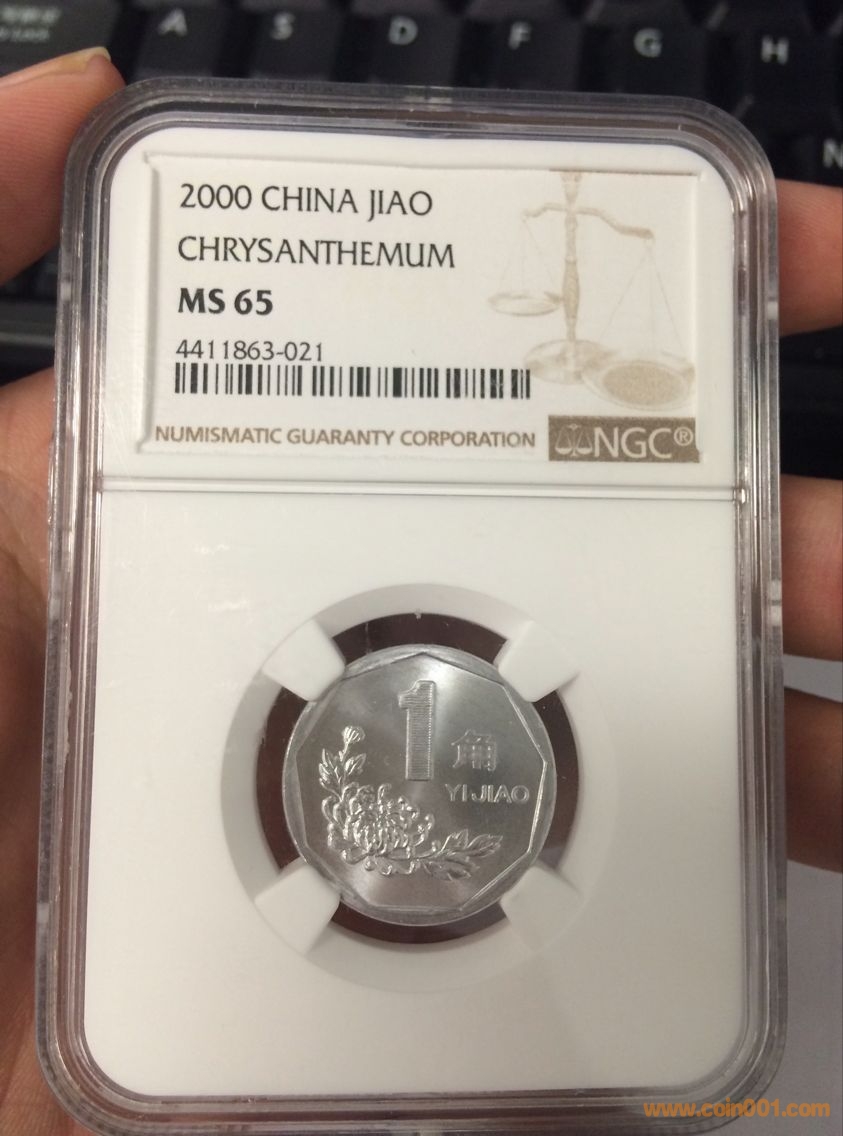 A S D F G H
N
2000 CHINA JIAO
CHRYSANTHEMUM
MS 65
4411863-021
NUMISMATIC GUARANTY CORPORATION
NGC®
1 角
YI JIAO
www.coin001.com